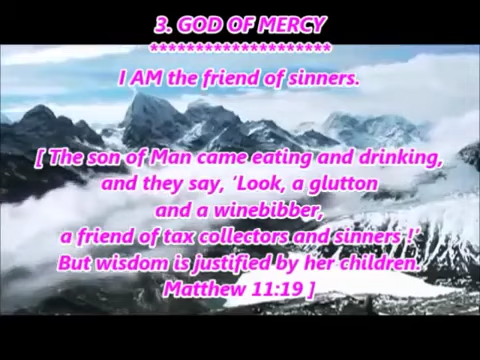 3. GOD OF MERCY
********************
I AM the friend of sinners.
[ The son of Man came eating and drinking,
and they say, ‘Look, a glutton
and a winebibber,
a friend of tax collectors and sinners !’
But wisdom is justified by her children.
Matthew 11:19 ]